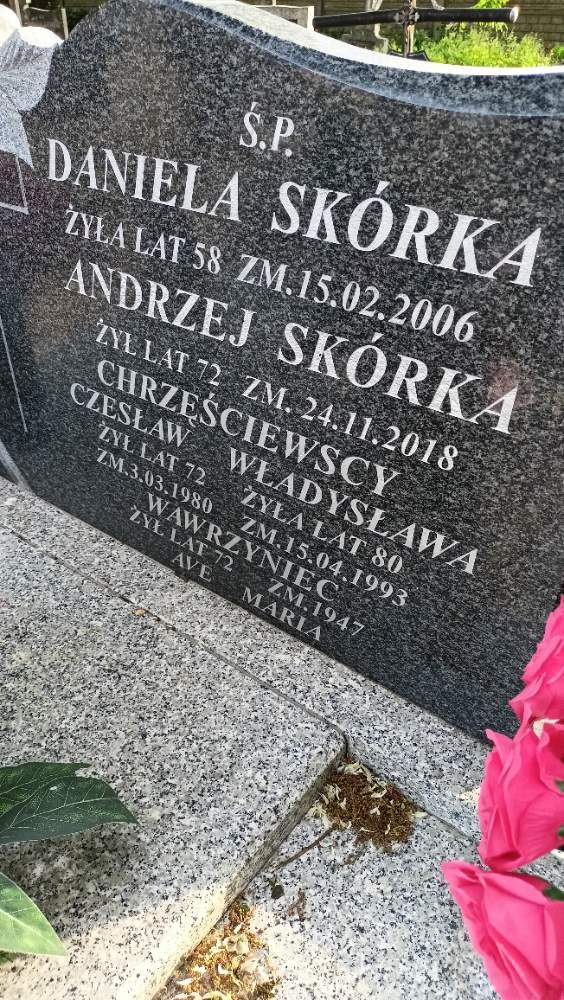 Ś.P.
DANIELA SKÓRKA
ŻYŁA LAT 58 ZM.15.02.2006
ANDRZEJ SKÓRKA
ŻYŁ LAT 72 ZM. 24.11.2018
CHRZĘŚCIEWSCY
CZESŁAW WŁADYSŁAWA
ŻYŁ LAT 72 ŻYŁA LAT 80
ZM.3.03.1980 ZM.15.04.1993
WAWRZYNIEC
ŻYŁ LAT 72 ZM.1947
AVE MARIA